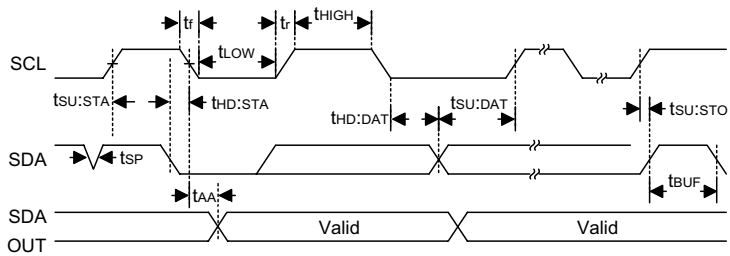 tf tr tHIGH
SCL tLOW
tSU:STA tHD:STA tHD:DAT tSU:DAT tSU:STO
SDA tSP tBUF
tAA
SDA
OUT Valid Valid